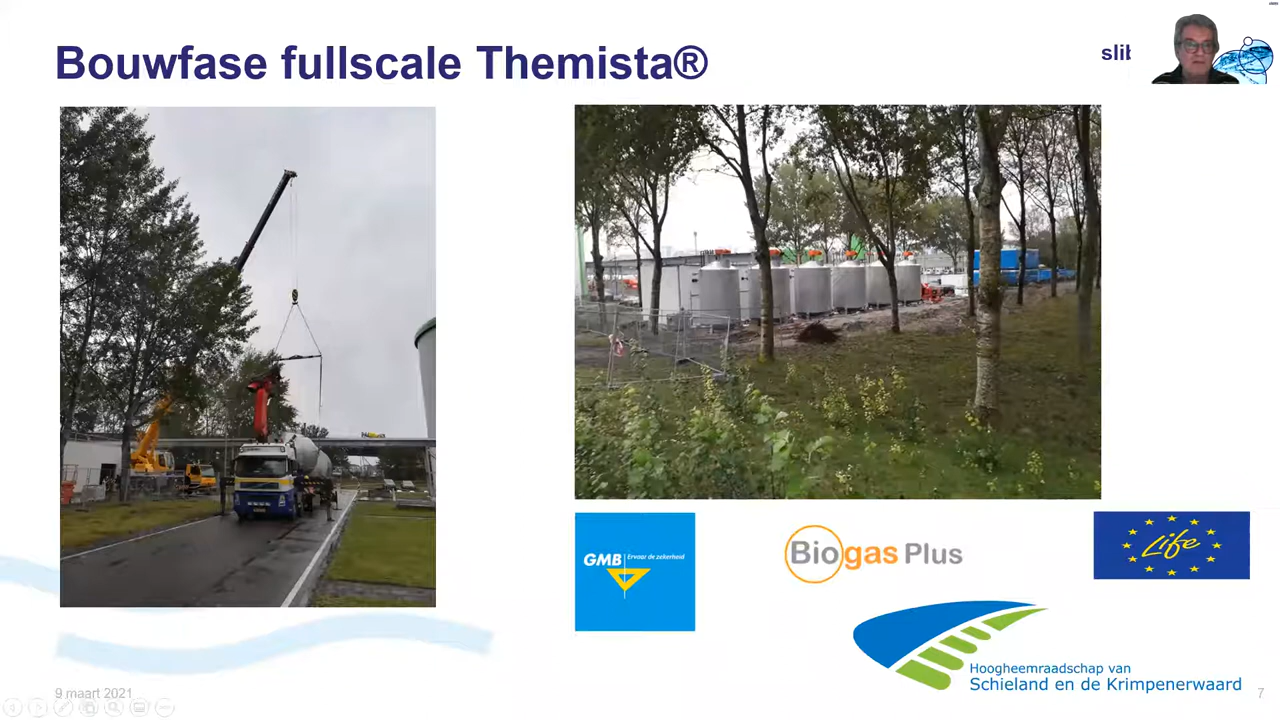 Bouwfase fullscale Themista®
slib
GMB Ervaar de zekerheid
Biogas Plus
Life
Hoogheemraadschap van
Schieland en de Krimpenerwaard
9 maart 2021
7